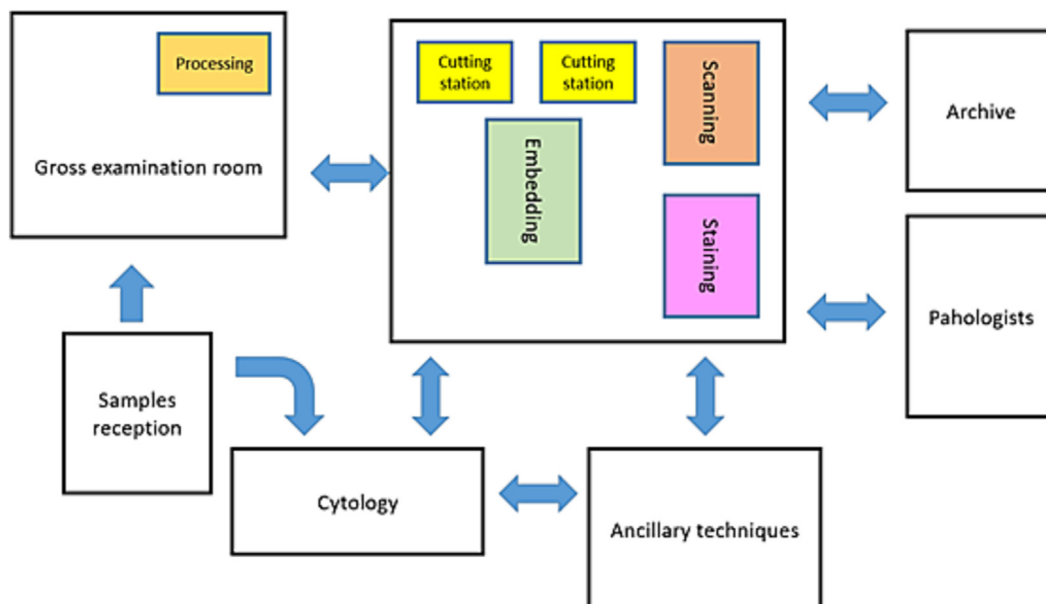 Processing
Gross examination room
Cutting
station
Cutting
station
Embedding
Scanning
Staining
Archive
Pahologists
Samples
reception
Cytology
Ancillary techniques